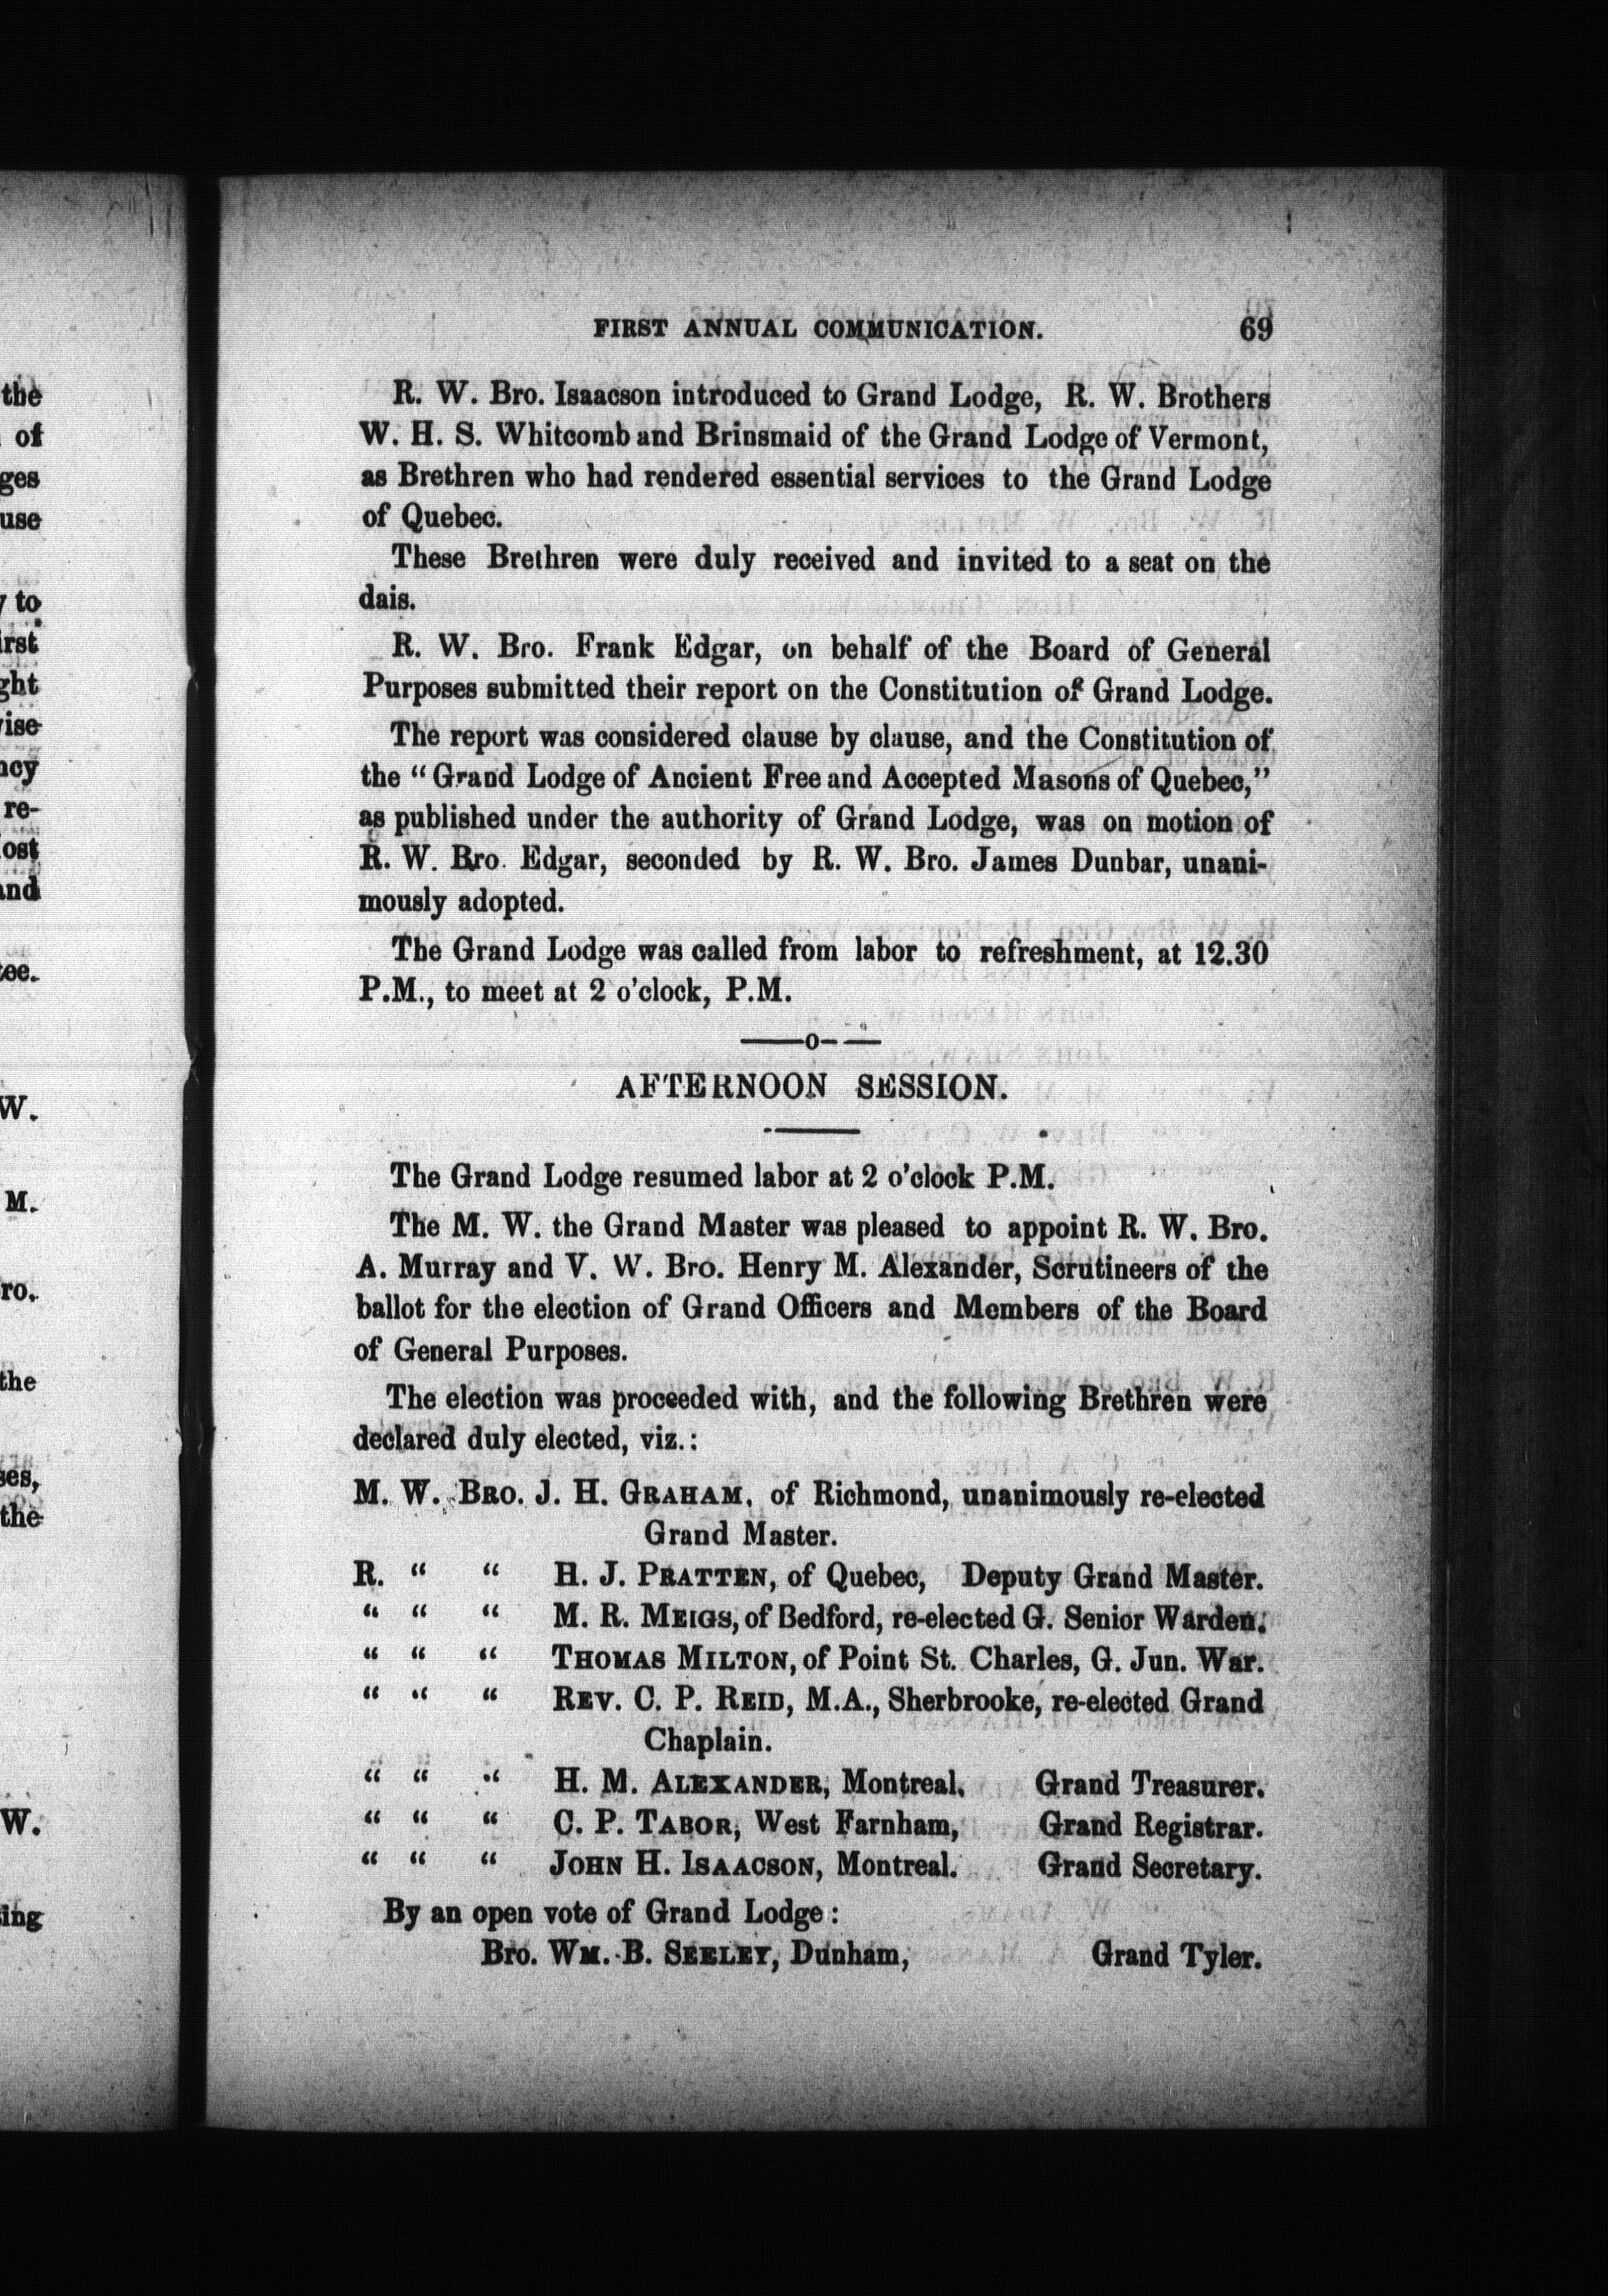 FIRST ANNUAL COMMUNICATION. 69
R. W. Bro. Isaacson introduced to Grand Lodge, R. W. Brothers
W. H. S. Whitcomb and Brinsmaid of the Grand Lodge of Vermont,
as Brethren who had rendered essential services to the Grand Lodge
of Quebec.
These Brethren were duly received and invited to a seat on the
dais.
R. W. Bro. Frank Edgar, on behalf of the Board of General
Purposes submitted their report on the Constitution of Grand Lodge.
The report was considered clause by clause, and the Constitution of
the "Grand Lodge of Ancient Free and Accepted Masons of Quebec,"
as published under the authority of Grand Lodge, was on motion of
R. W. Bro. Edgar, seconded by R. W. Bro. James Dunbar, unani-
mously adopted.
The Grand Lodge was called from labor to refreshment, at 12.30
P.M., to meet at 2 o'clock, P.M.
——o——
AFTERNOON SESSION.
The Grand Lodge resumed labor at 2 o'clock P.M.
The M. W. the Grand Master was pleased to appoint R. W. Bro.
A. Murray and V. W. Bro. Henry M. Alexander, Scrutineers of the
ballot for the election of Grand Officers and Members of the Board
of General Purposes.
The election was proceeded with, and the following Brethren were
declared duly elected, viz.:
M. W. BRO. J. H. GRAHAM, of Richmond, unanimously re-elected
Grand Master.
R. " " H. J. PRATTEN, of Quebec, Deputy Grand Master.
" " " M. R. MEIGS, of Bedford, re-elected G. Senior Warden.
" " " THOMAS MILTON, of Point St. Charles, G. Jun. War.
" " " REV. C. P. REID, M.A., Sherbrooke, re-elected Grand
Chaplain.
" " " H. M. ALEXANDER, Montreal. Grand Treasurer.
" " " C. P. TABOR, West Farnham, Grand Registrar.
" " " JOHN H. ISAACSON, Montreal. Grand Secretary.
By an open vote of Grand Lodge:
Bro. WM. B. SEELEY, Dunham, Grand Tyler.